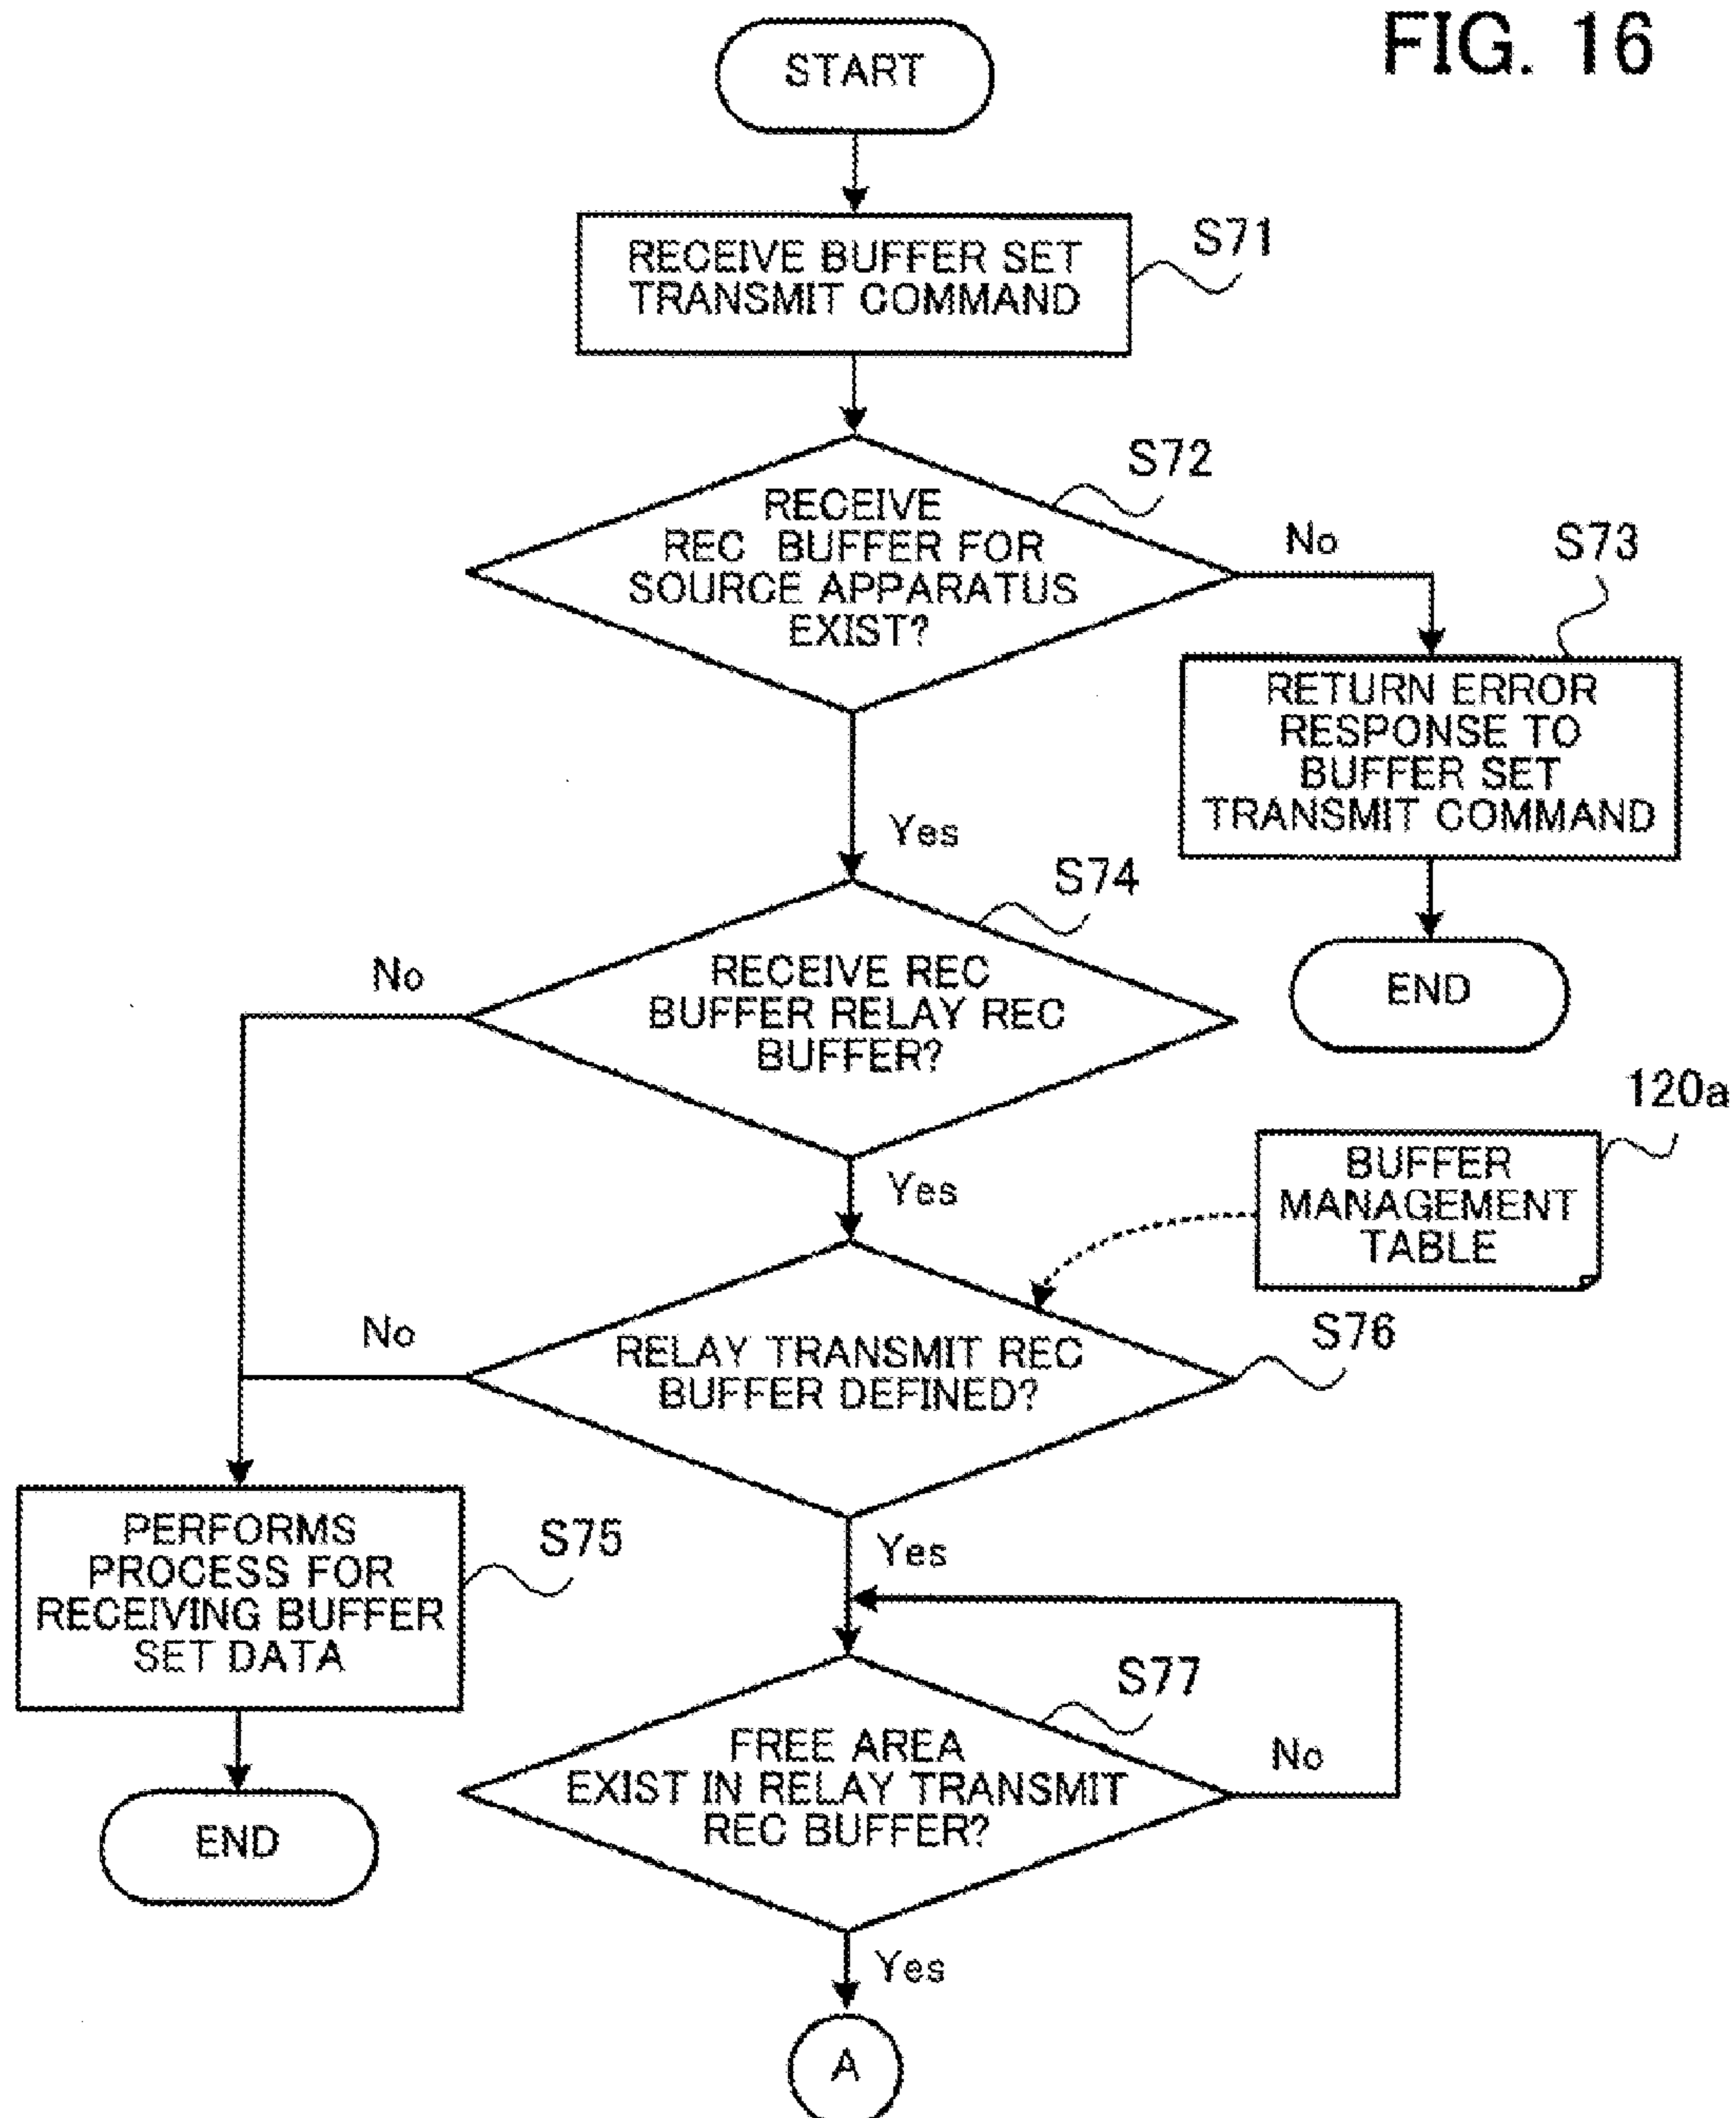 FIG. 16
START
S71
RECEIVE BUFFER SET
TRANSMIT COMMAND
S72
RECEIVE
REC BUFFER FOR
SOURCE APPARATUS
EXIST?
No
S73
RETURN ERROR
RESPONSE TO
BUFFER SET
TRANSMIT COMMAND
END
Yes
S74
RECEIVE REC
BUFFER RELAY REC
BUFFER?
No
Yes
120a
BUFFER
MANAGEMENT
TABLE
S76
RELAY TRANSMIT REC
BUFFER DEFINED?
No
Yes
S75
PERFORMS
PROCESS FOR
RECEIVING BUFFER
SET DATA
END
S77
FREE AREA
EXIST IN RELAY TRANSMIT
REC BUFFER?
No
Yes
A